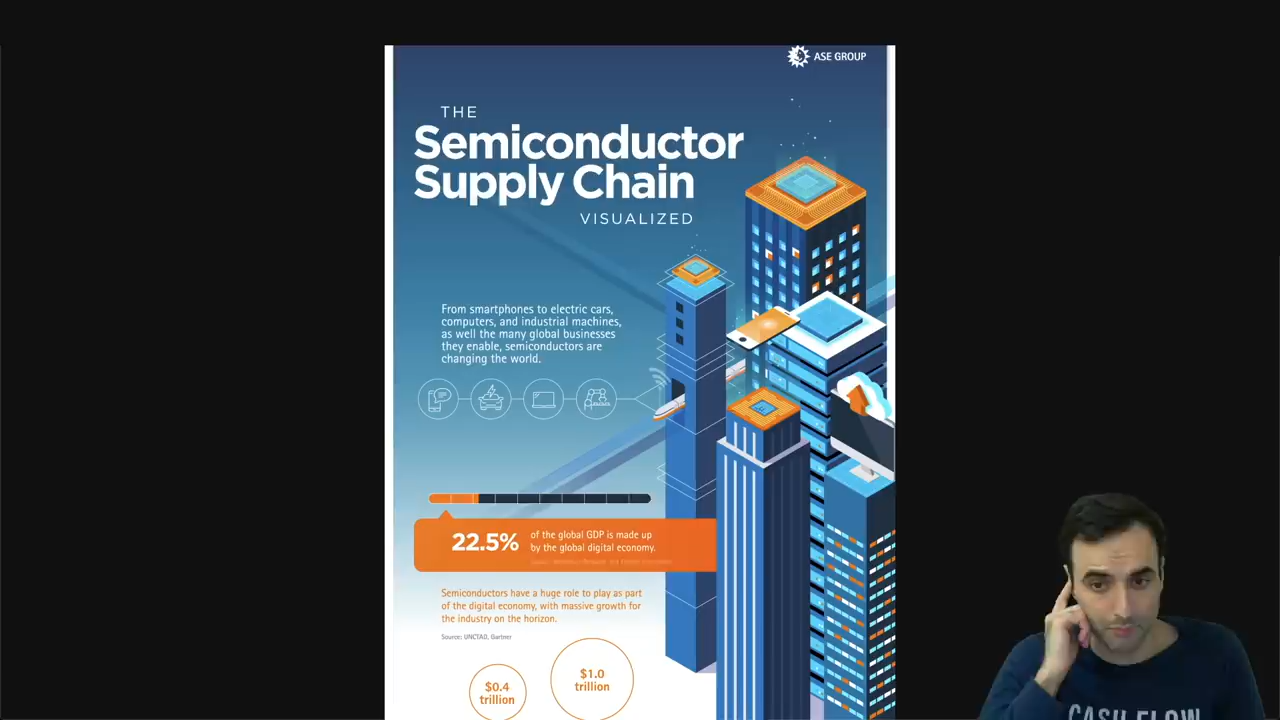 ASE GROUP
THE
Semiconductor
Supply Chain
VISUALIZED
From smartphones to electric cars,
computers, and industrial machines,
as well the many global businesses
they enable, semiconductors are
changing the world.
22.5%
of the global GDP is made up
by the global digital economy.
Semiconductors have a huge role to play as part
of the digital economy, with massive growth for
the industry on the horizon.
Source: UNCTAD, Gartner
$0.4
trillion
$1.0
trillion
CASH FLOW